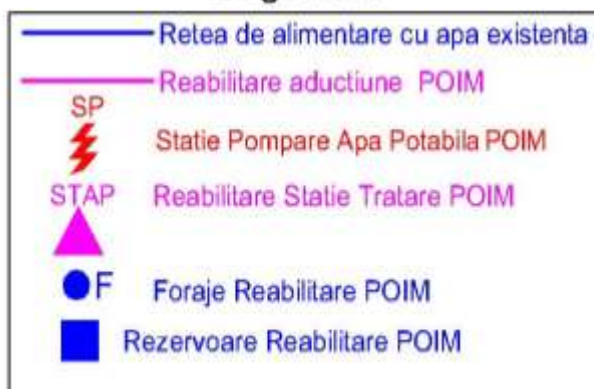 Retea de alimentare cu apa existenta
Reabilitare aductiune POIM
SP
Statie Pompare Apa Potabila POIM
STAP Reabilitare Statie Tratare POIM
F Foraje Reabilitare POIM
Rezervoare Reabilitare POIM